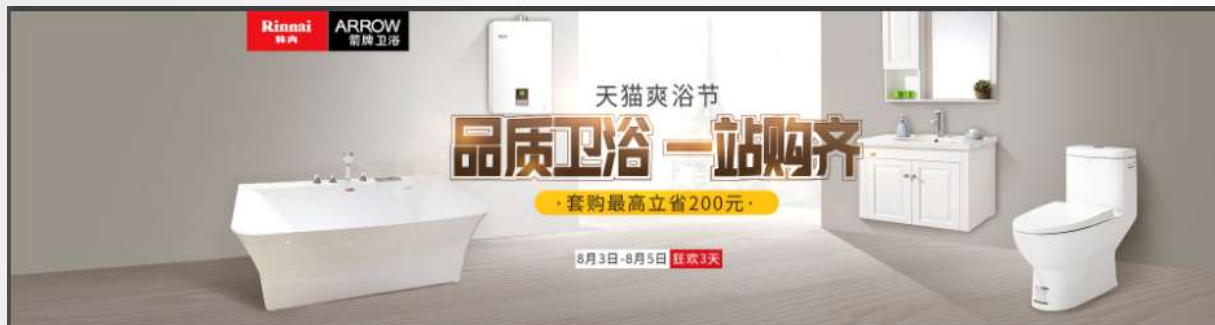 Rinnai
林内
ARROW
箭牌卫浴
天猫爽浴节
品质卫浴 一站购齐
·套购最高立省200元·
8月3日-8月5日 狂欢3天